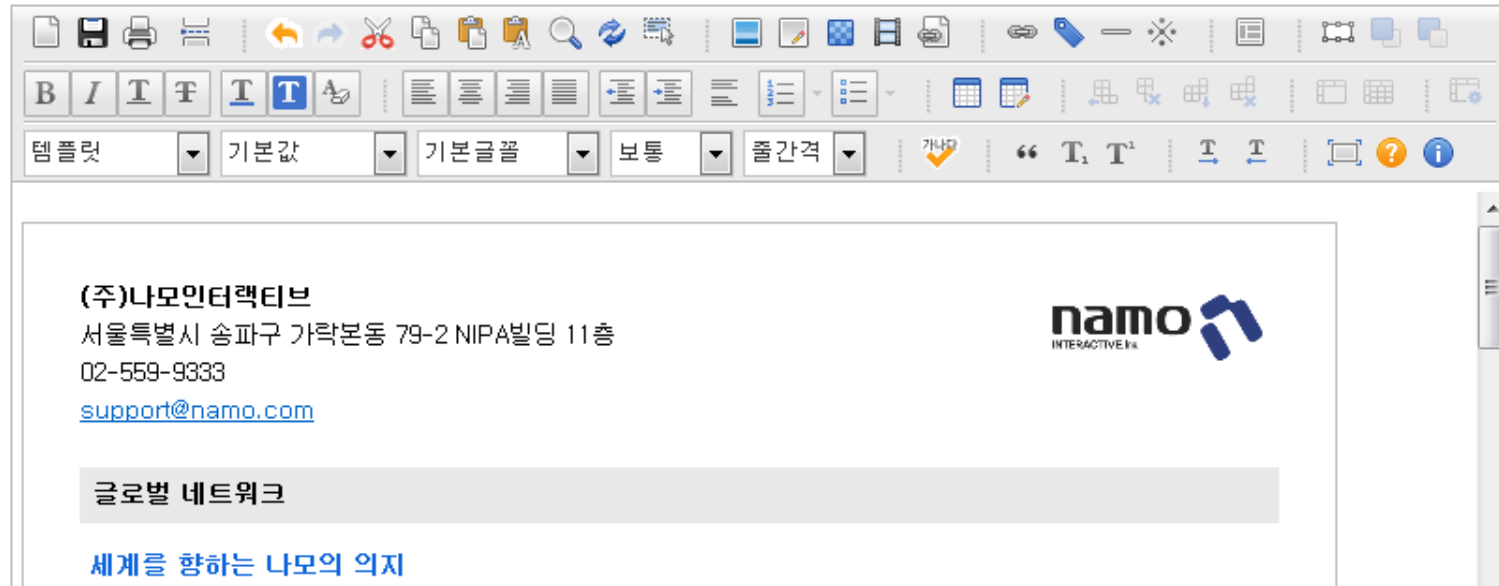 B I T T T T
템플릿 기본값 기본글꼴 보통 줄간격 가나다 T₁ T¹ T T
(주)나모인터랙티브
namo
INTERACTIVE Inc.
서울특별시 송파구 가락본동 79-2 NIPA빌딩 11층
02-559-9333
support@namo.com
글로벌 네트워크
세계를 향하는 나모의 의지